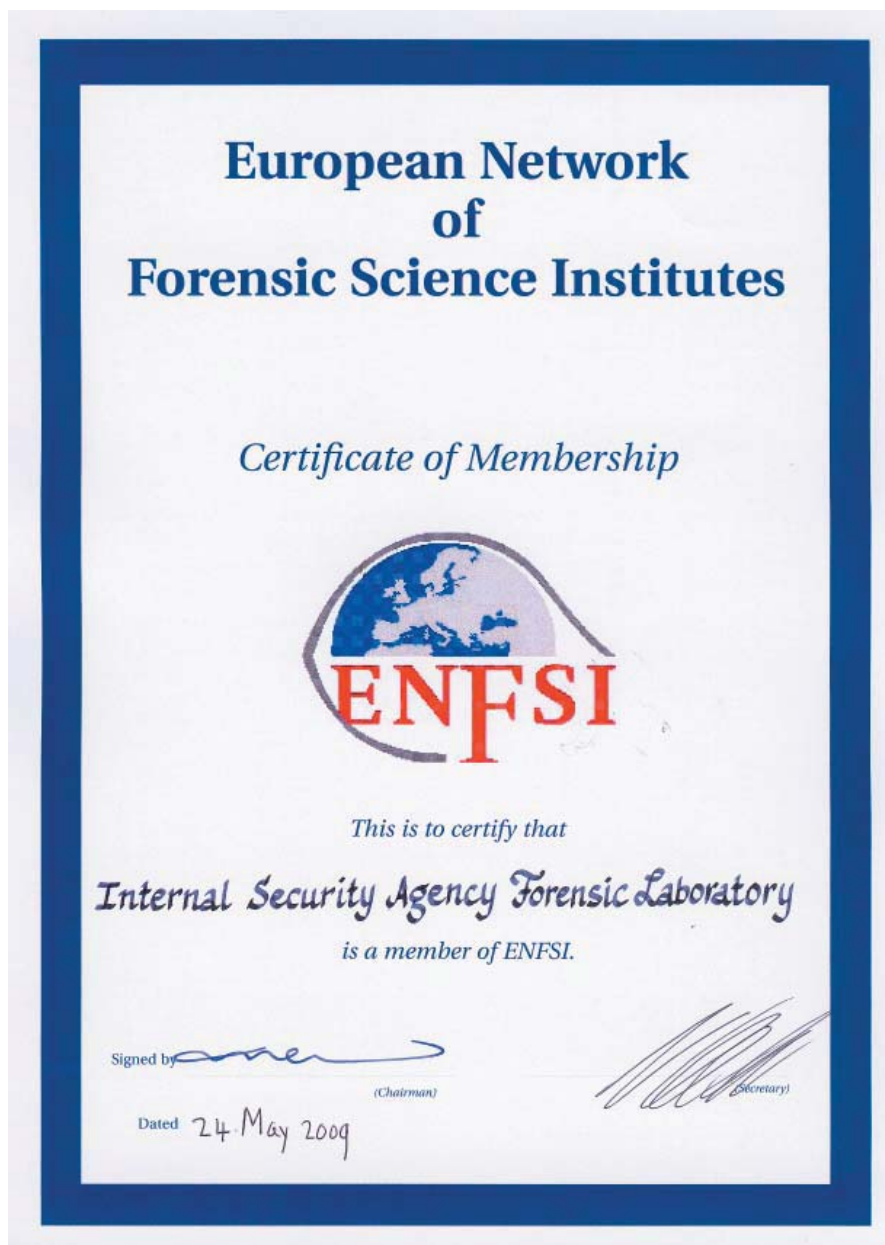 European Network
of
Forensic Science Institutes
Certificate of Membership
ENFSI
This is to certify that
Internal Security Agency Forensic Laboratory
is a member of ENFSI.
Signed by
(Chairman)
(Secretary)
Dated 24. May 2009